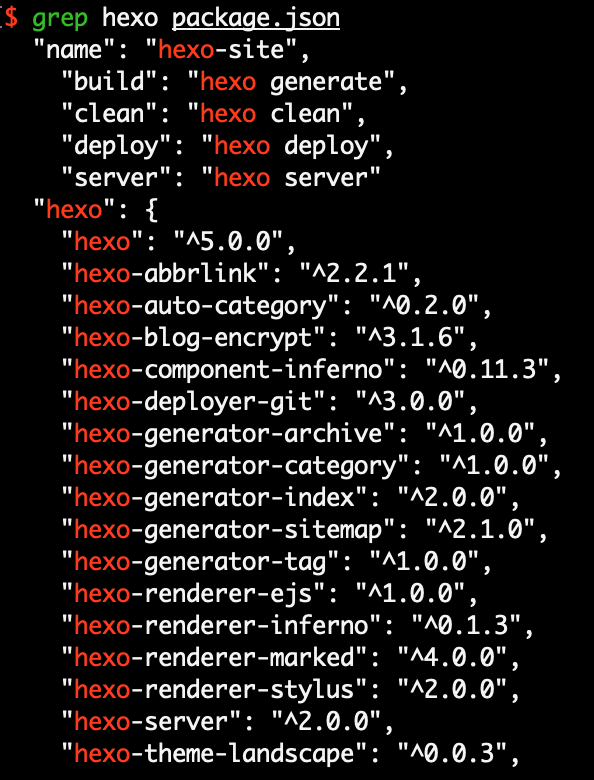 $ grep hexo package.json
"name": "hexo-site",
"build": "hexo generate",
"clean": "hexo clean",
"deploy": "hexo deploy",
"server": "hexo server"
"hexo": {
"hexo": "^5.0.0",
"hexo-abbrlink": "^2.2.1",
"hexo-auto-category": "^0.2.0",
"hexo-blog-encrypt": "^3.1.6",
"hexo-component-inferno": "^0.11.3",
"hexo-deployer-git": "^3.0.0",
"hexo-generator-archive": "^1.0.0",
"hexo-generator-category": "^1.0.0",
"hexo-generator-index": "^2.0.0",
"hexo-generator-sitemap": "^2.1.0",
"hexo-generator-tag": "^1.0.0",
"hexo-renderer-ejs": "^1.0.0",
"hexo-renderer-inferno": "^0.1.3",
"hexo-renderer-marked": "^4.0.0",
"hexo-renderer-stylus": "^2.0.0",
"hexo-server": "^2.0.0",
"hexo-theme-landscape": "^0.0.3",